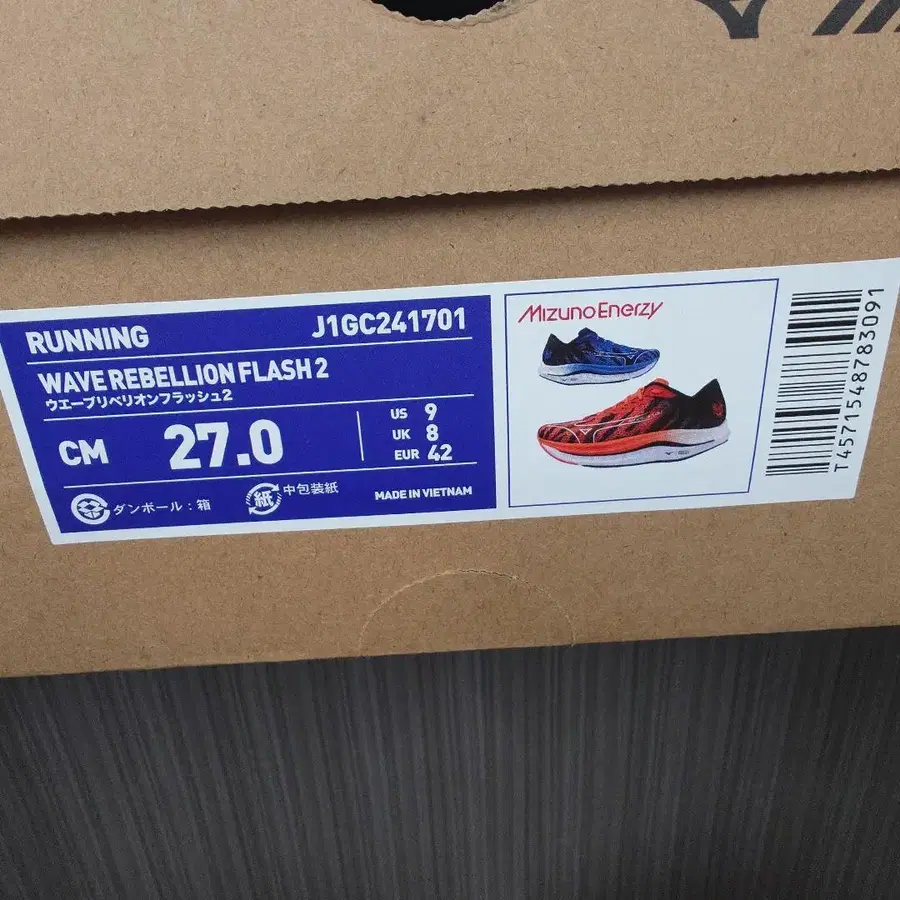 RUNNING J1GC241701
WAVE REBELLION FLASH 2
ウエーブリベリオンフラッシュ2
CM 27.0
US 9
UK 8
EUR 42
ダンボール:箱
紙 中包装紙
MADE IN VIETNAM
Mizuno Enerzy
T4571548783091